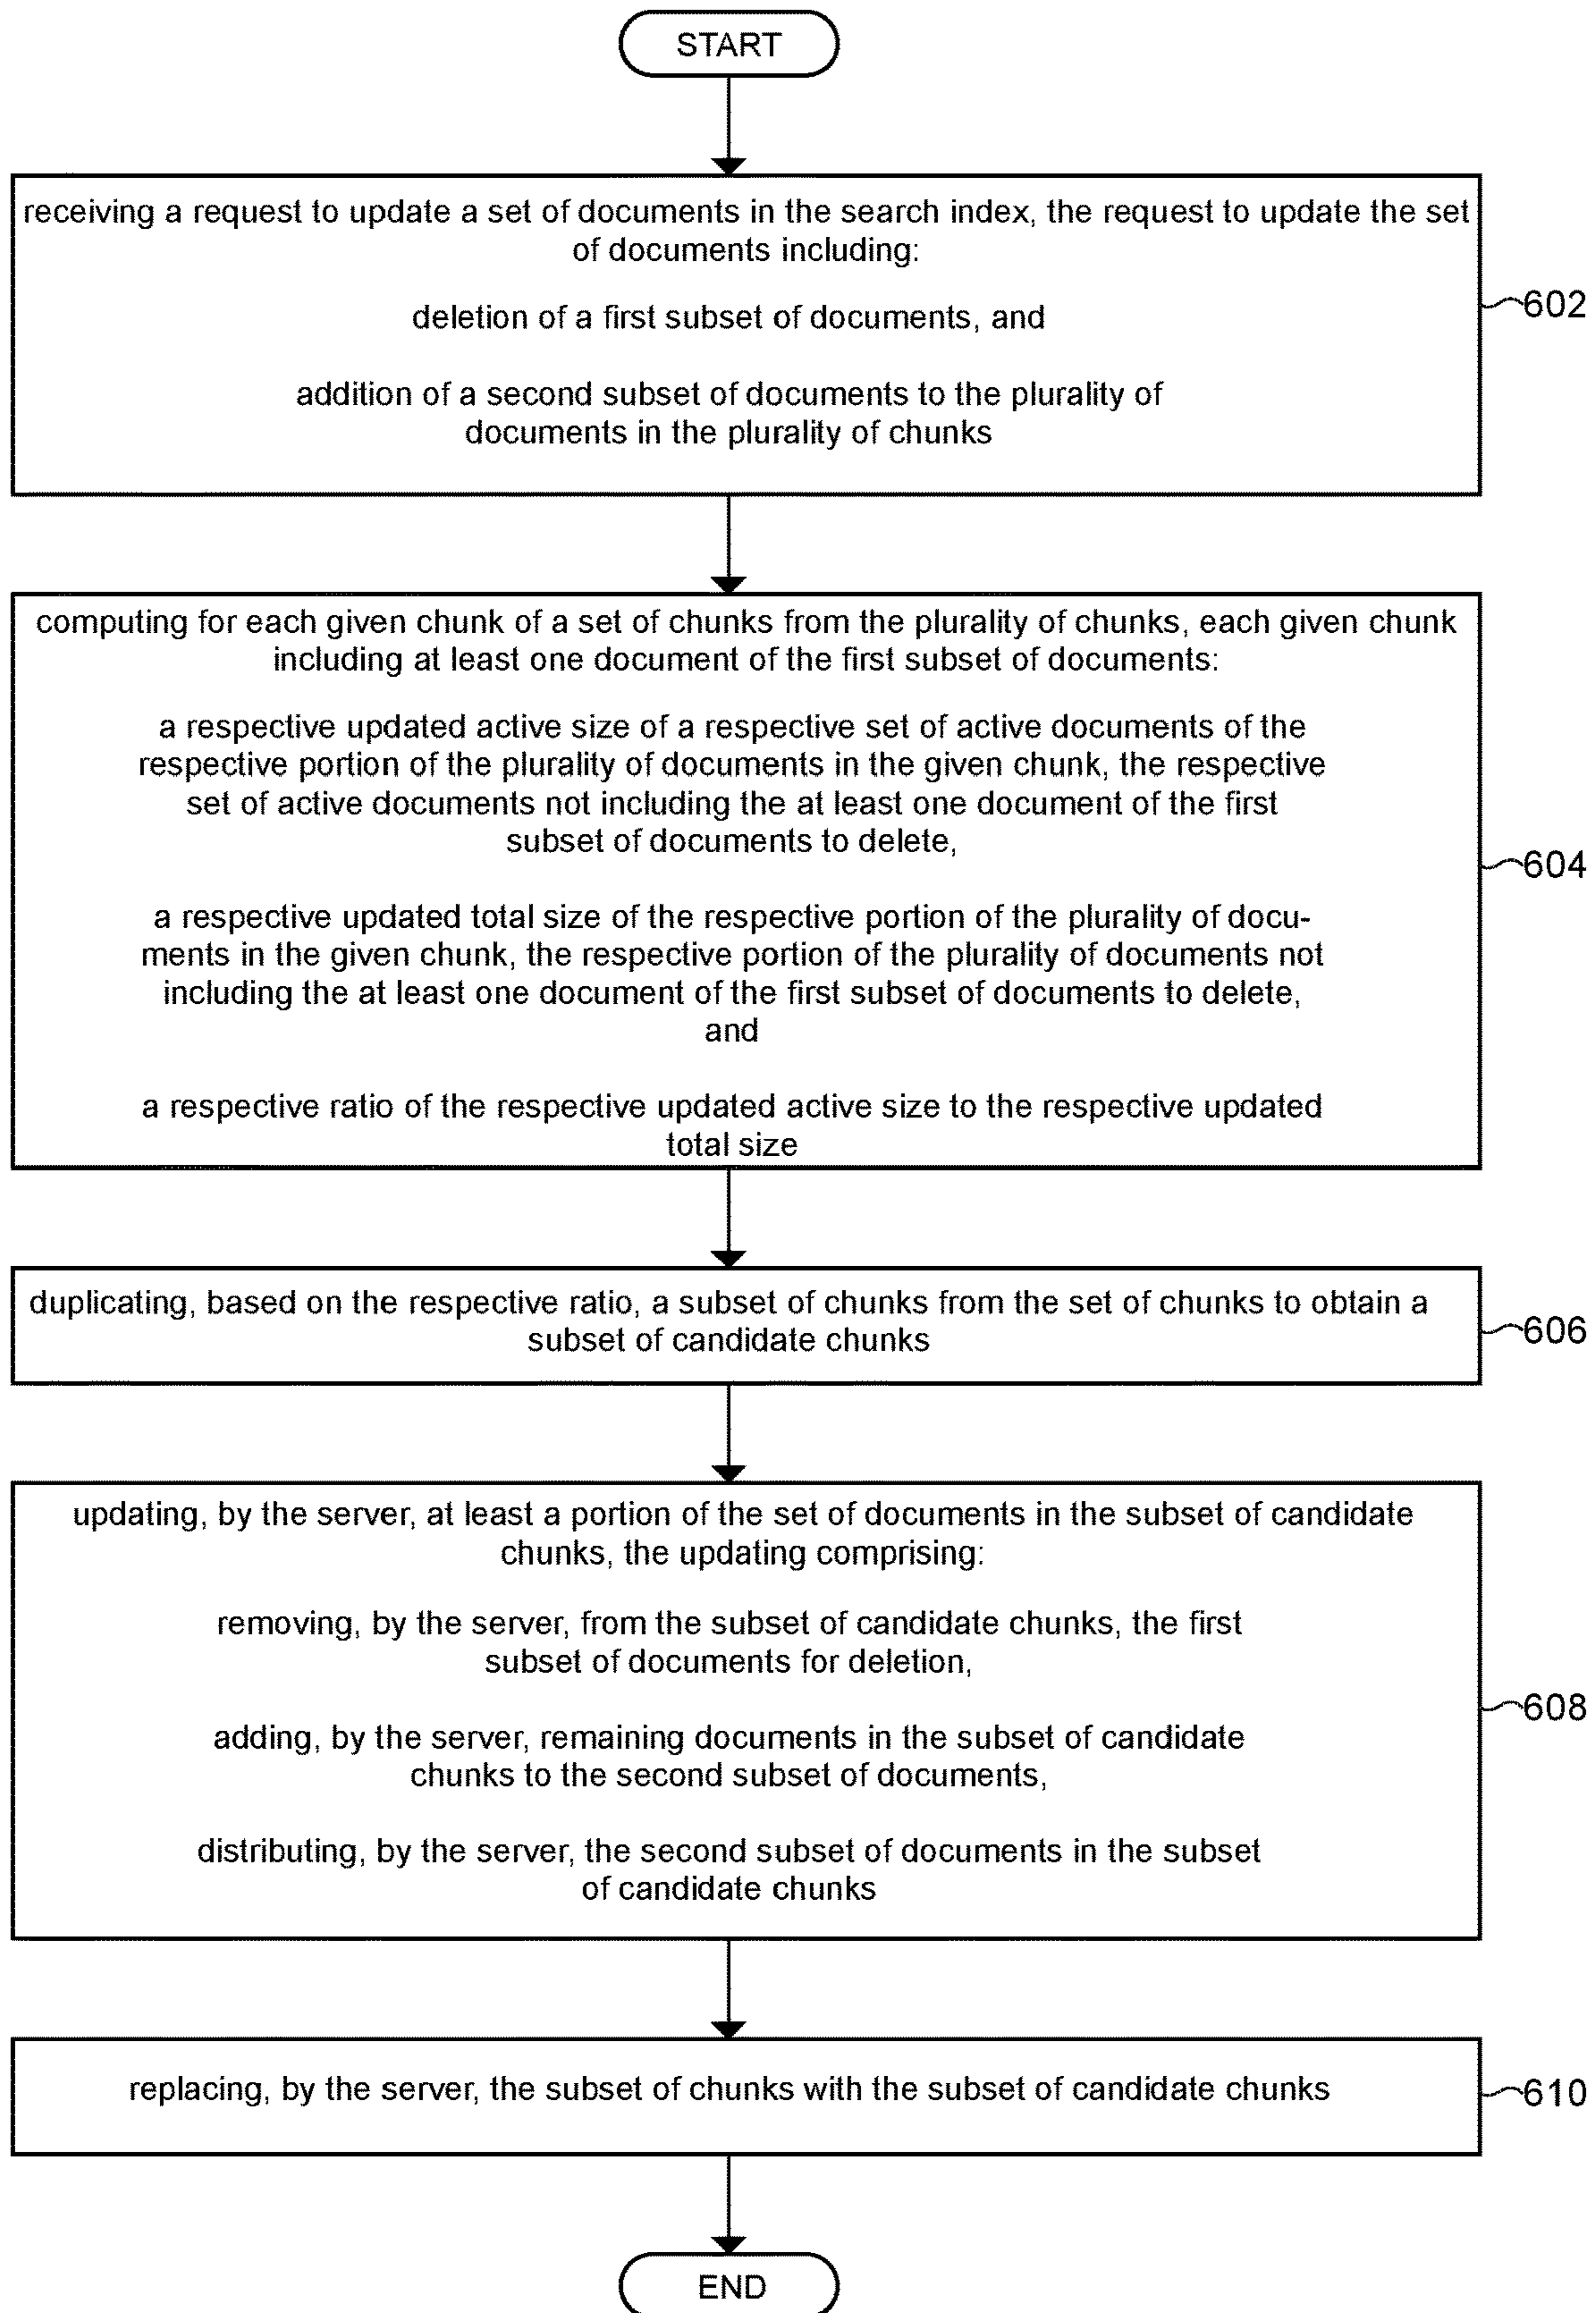 START
receiving a request to update a set of documents in the search index, the request to update the set
of documents including:
deletion of a first subset of documents, and
addition of a second subset of documents to the plurality of
documents in the plurality of chunks
602
computing for each given chunk of a set of chunks from the plurality of chunks, each given chunk
including at least one document of the first subset of documents:
a respective updated active size of a respective set of active documents of the
respective portion of the plurality of documents in the given chunk, the respective
set of active documents not including the at least one document of the first
subset of documents to delete,
a respective updated total size of the respective portion of the plurality of docu-
ments in the given chunk, the respective portion of the plurality of documents not
including the at least one document of the first subset of documents to delete,
and
a respective ratio of the respective updated active size to the respective updated
total size
604
duplicating, based on the respective ratio, a subset of chunks from the set of chunks to obtain a
subset of candidate chunks
606
updating, by the server, at least a portion of the set of documents in the subset of candidate
chunks, the updating comprising:
removing, by the server, from the subset of candidate chunks, the first
subset of documents for deletion,
adding, by the server, remaining documents in the subset of candidate
chunks to the second subset of documents,
distributing, by the server, the second subset of documents in the subset
of candidate chunks
608
replacing, by the server, the subset of chunks with the subset of candidate chunks
610
END